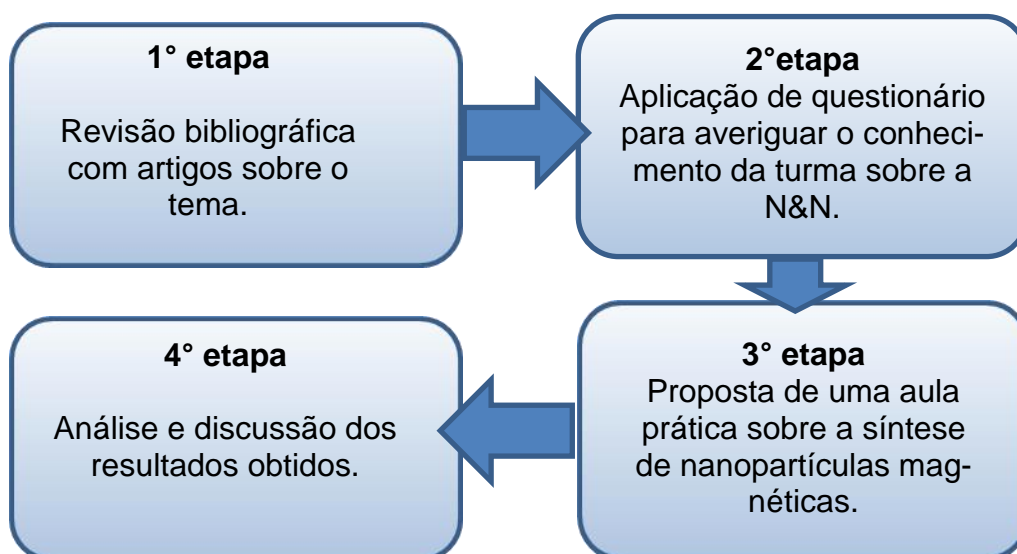 1° etapa
Revisão bibliográfica
com artigos sobre o
tema.
2°etapa
Aplicação de questionário
para averiguar o conheci-
mento da turma sobre a
N&N.
3° etapa
Proposta de uma aula
prática sobre a síntese
de nanopartículas mag-
néticas.
4° etapa
Análise e discussão dos
resultados obtidos.